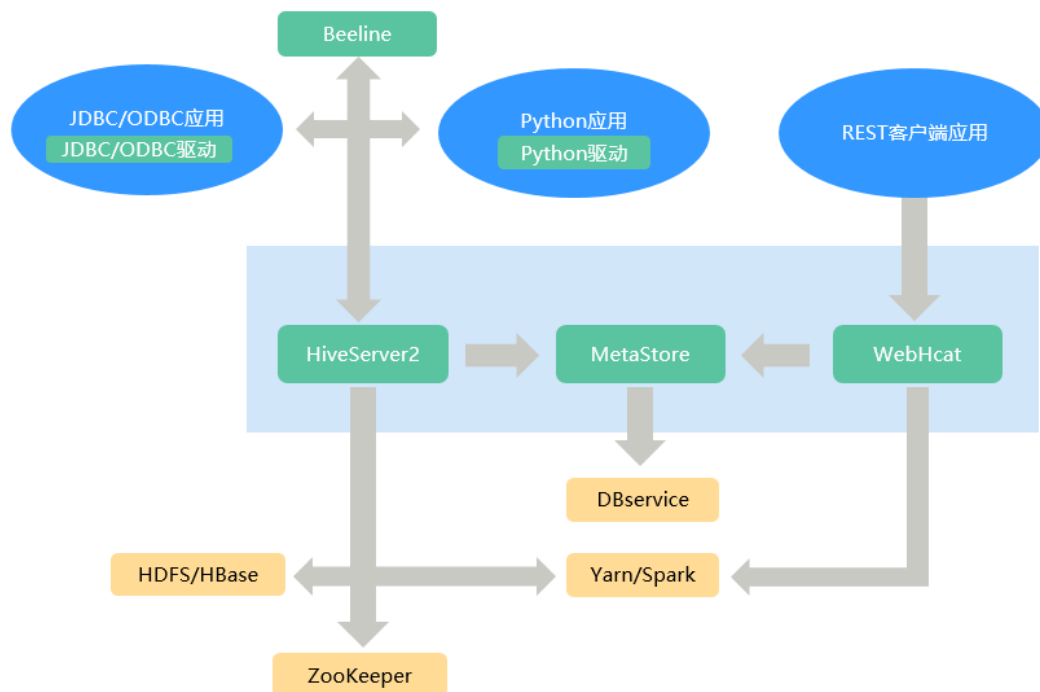 Beeline
JDBC/ODBC应用
JDBC/ODBC驱动
Python应用
Python驱动
REST客户端应用
HiveServer2
MetaStore
WebHcat
DBservice
HDFS/HBase
Yarn/Spark
ZooKeeper